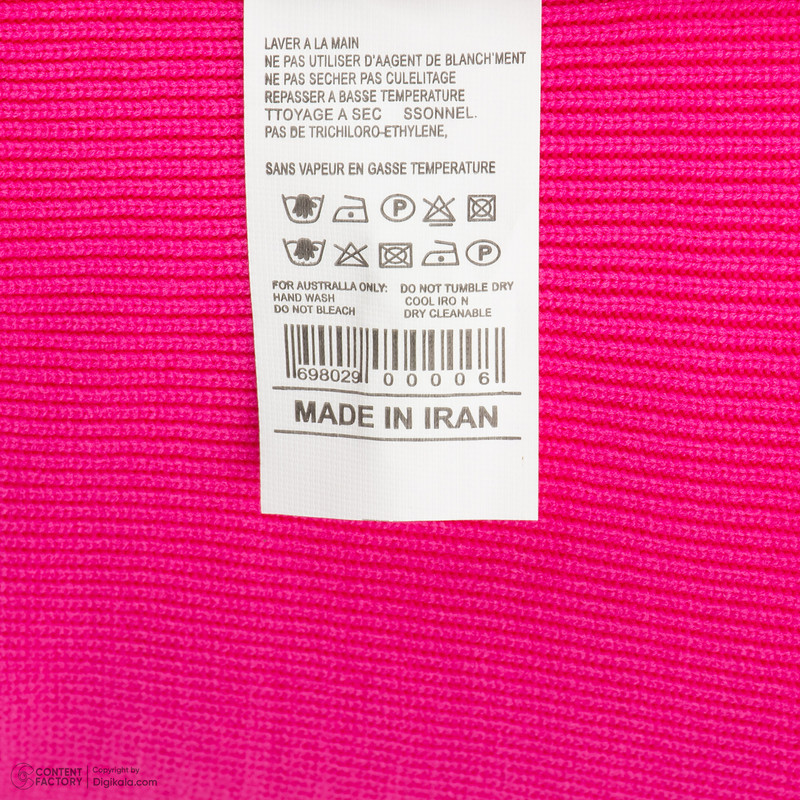 LAVER A LA MAIN
NE PAS UTILISER D'AAGENT DE BLANCH'MENT
NE PAS SECHER PAS CULELITAGE
REPASSER A BASSE TEMPERATURE
TTOYAGE A SEC SSONNEL.
PAS DE TRICHILORO-ETHYLENE,
SANS VAPEUR EN GASSE TEMPERATURE
P
P
FOR AUSTRALLA ONLY: DO NOT TUMBLE DRY
HAND WASH COOL IRO N
DO NOT BLEACH DRY CLEANABLE
698029 00006
MADE IN IRAN
CONTENT FACTORY
Copyright by
Digikala.com